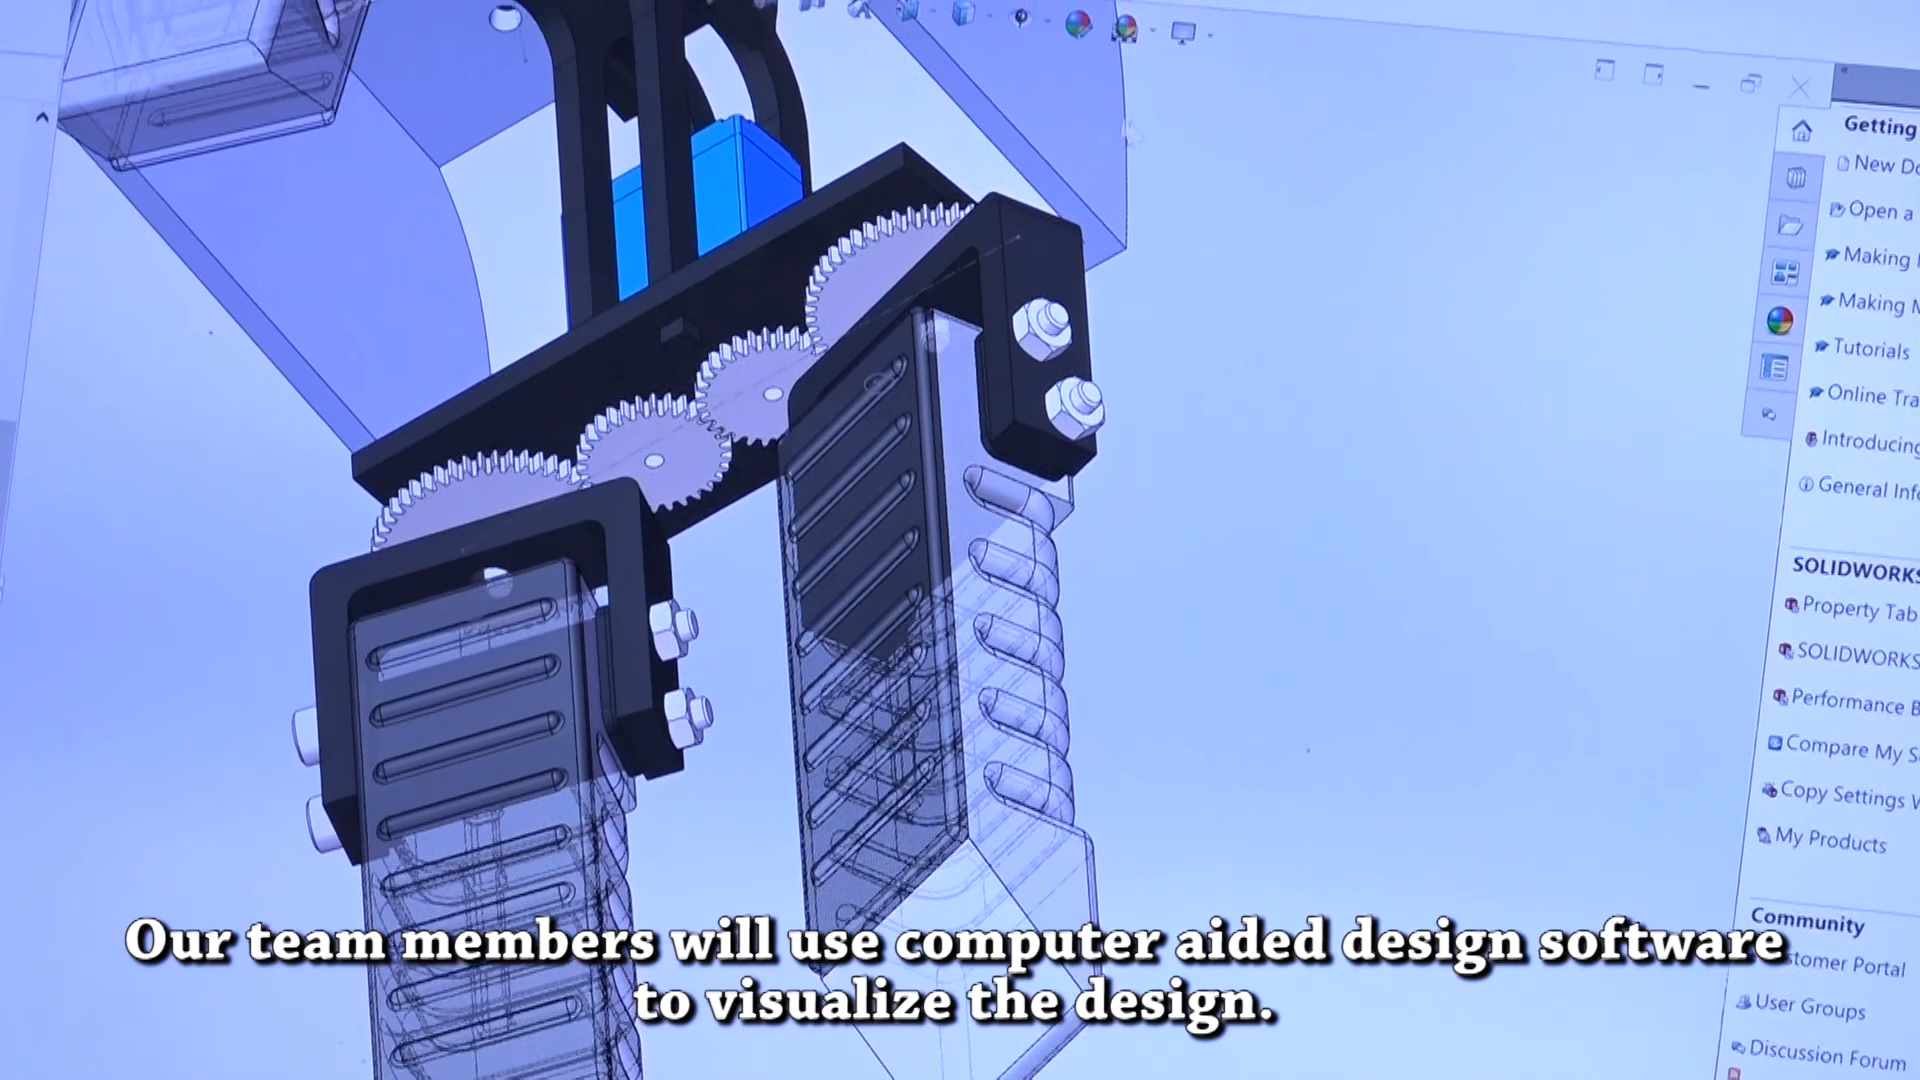 Getting
New Do
Open a
Making
Making M
Tutorials
Online Tra
Introducing
General Info
SOLIDWORKS
Property Tab
SOLIDWORKS
Performance B
Compare My S
Copy Settings
My Products
Community
stomer Portal
User Groups
Discussion Forum
Our team members will use computer aided design software
to visualize the design.